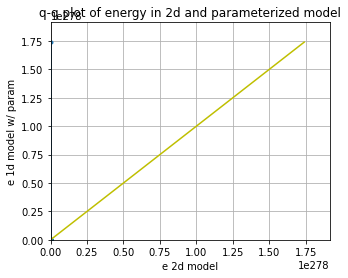 q-q plot of energy in 2d and parameterized model
1e278
1.75
1.50
1.25
1.00
0.75
0.50
0.25
0.00
e 1d model w/ param
0.00 0.25 0.50 0.75 1.00 1.25 1.50 1.75
1e278
e 2d model